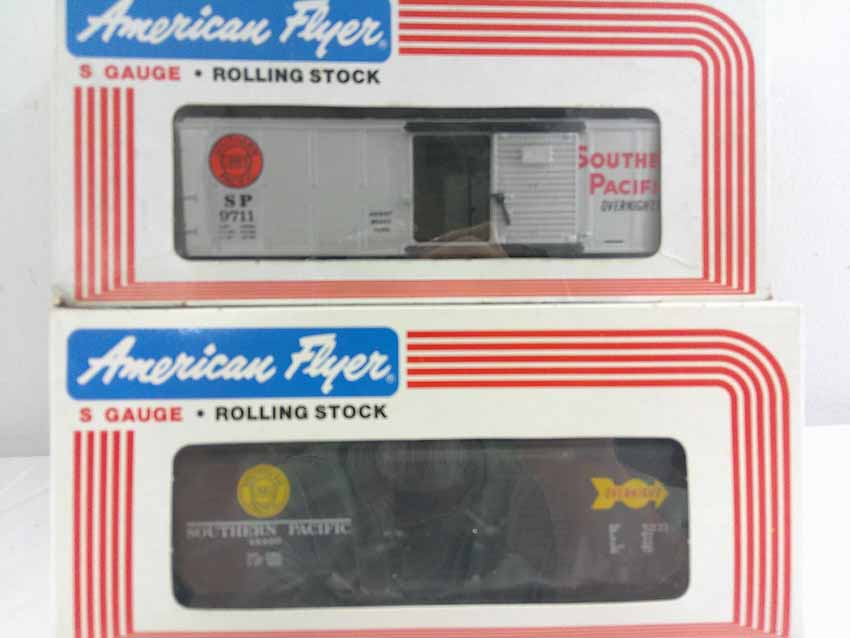 American Flyer
S GAUGE • ROLLING STOCK
SP
9711
SOUTHE
PACIFI
OVERNIGHT
American Flyer
S GAUGE • ROLLING STOCK
SOUTHERN PACIFIC
OVERNIGHT